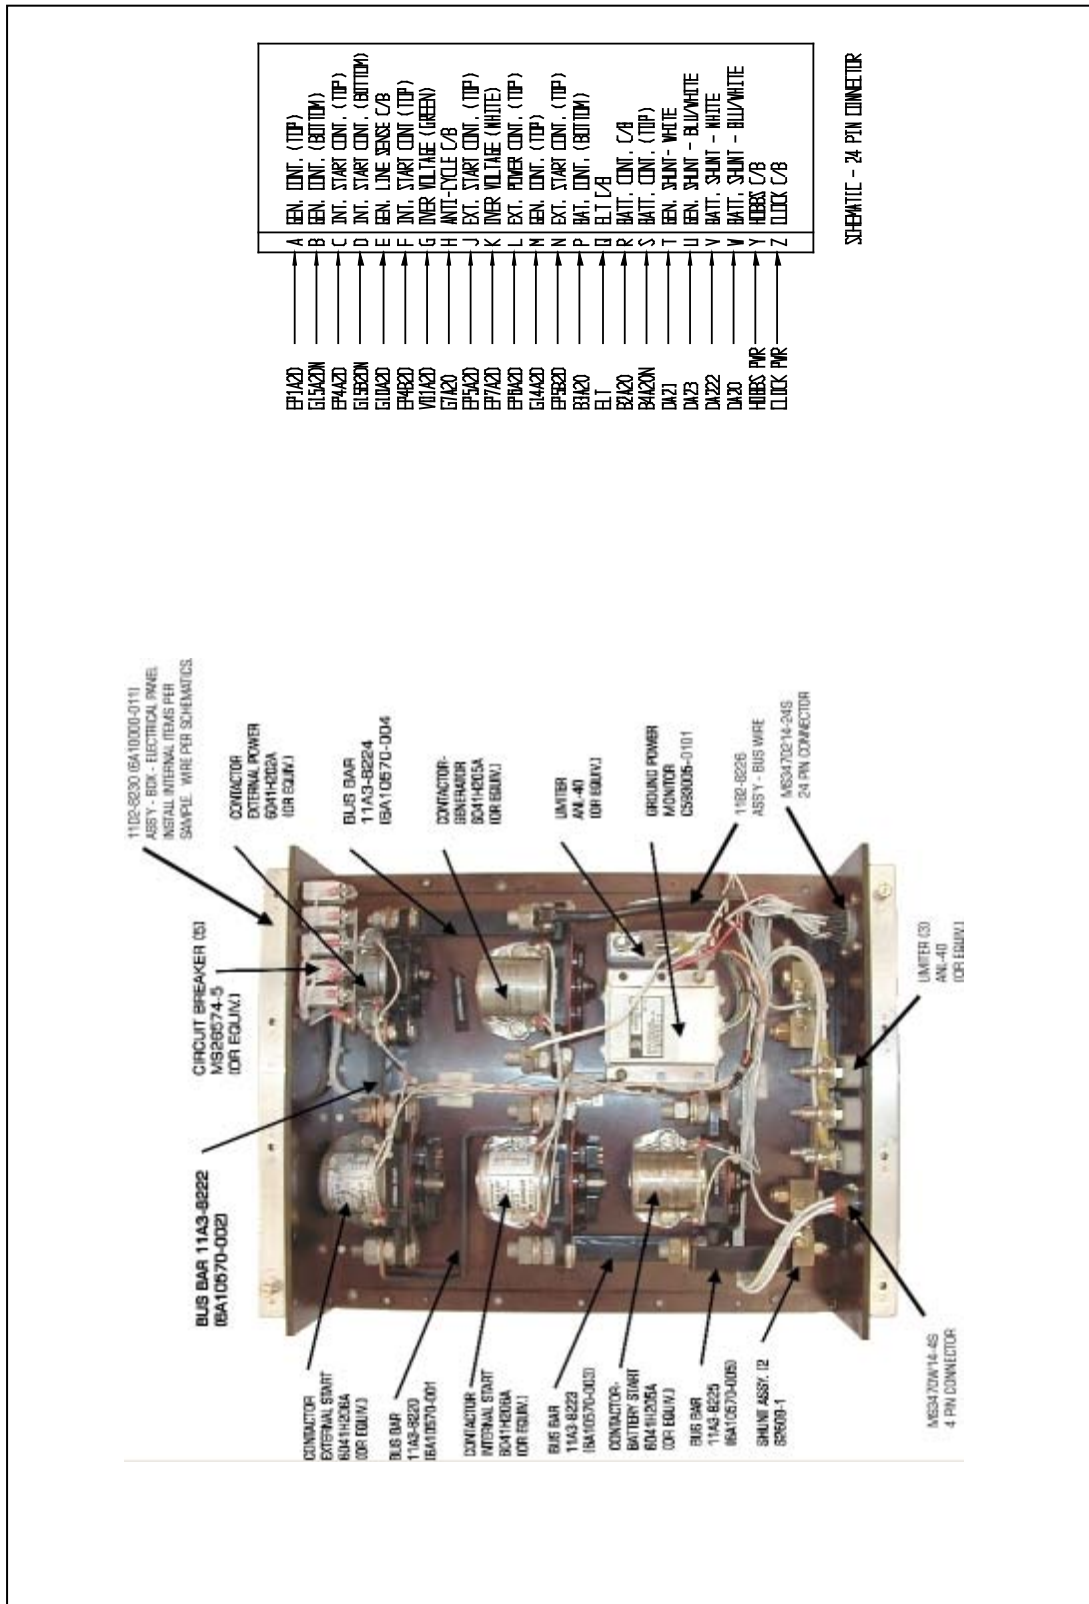 EP1A20 A GEN. CONT. (TOP)
G15A20N B GEN. CONT. (BOTTOM)
EP4A20 C INT. START CONT. (TOP)
G15B20N D INT. START CONT. (BOTTOM)
G10A20 E GEN. LINE SENSE C/B
EP4B20 F INT. START CONT (TOP)
V01A20 G OVER VOLTAGE (GREEN)
G7A20 H ANTI-CYCLE C/B
EP5A20 J EXT. START CONT. (TOP)
EP7A20 K OVER VOLTAGE (WHITE)
EP6A20 L EXT. POWER CONT. (TOP)
G14A20 M GEN. CONT. (TOP)
EP5B20 N EXT. START CONT. (TOP)
B3A20 P BAT. CONT. (BOTTOM)
ELT Q ELT C/B
B2A20 R BATT. CONT. C/B
B4A20N S BATT. CONT. (TOP)
DA21 T GEN. SHUNT - WHITE
DA23 U GEN. SHUNT - BLU/WHITE
DA222 V BATT. SHUNT - WHITE
DA20 W BATT. SHUNT - BLU/WHITE
HOBBS PWR Y HOBBS C/B
CLOCK PWR Z CLOCK C/B
SCHEMATIC - 24 PIN CONNECTOR
11D2-8230 (6A10000-011)
ASS'Y - BOX - ELECTRICAL PANEL
INSTALL INTERNAL ITEMS PER
SAMPLE. WIRE PER SCHEMATICS.
CONTACTOR
EXTERNAL POWER
6041H202A
(OR EQUIV.)
BUS BAR
11A3-8224
(6A10570-004
CONTACTOR-
GENERATOR
6041H205A
(OR EQUIV.)
LIMITER
ANL-40
(OR EQUIV.)
GROUND POWER
MONITOR
C593005-0101
11B2-8226
ASS'Y - BUS WIRE
MS3470214-24S
24 PIN CONNECTOR
CIRCUIT BREAKER (5)
MS26574-5
(OR EQUIV.)
LIMITER (3)
ANL-40
(OR EQUIV.)
BUS BAR 11A3-8222
(6A10570-002)
CONTACTOR
EXTERNAL START
6041H206A
(OR EQUIV.)
BUS BAR
11A3-8220
(6A10570-001
CONTACTOR
INTERNAL START
6041H206A
(OR EQUIV.)
BUS BAR
11A3-8223
(6A10570-003)
CONTACTOR-
BATTERY START
6041H205A
(OR EQUIV.)
BUS BAR
11A3-8225
(6A10570-005)
SHUNT ASSY. (2
S2609-1
MS3470W14-4S
4 PIN CONNECTOR